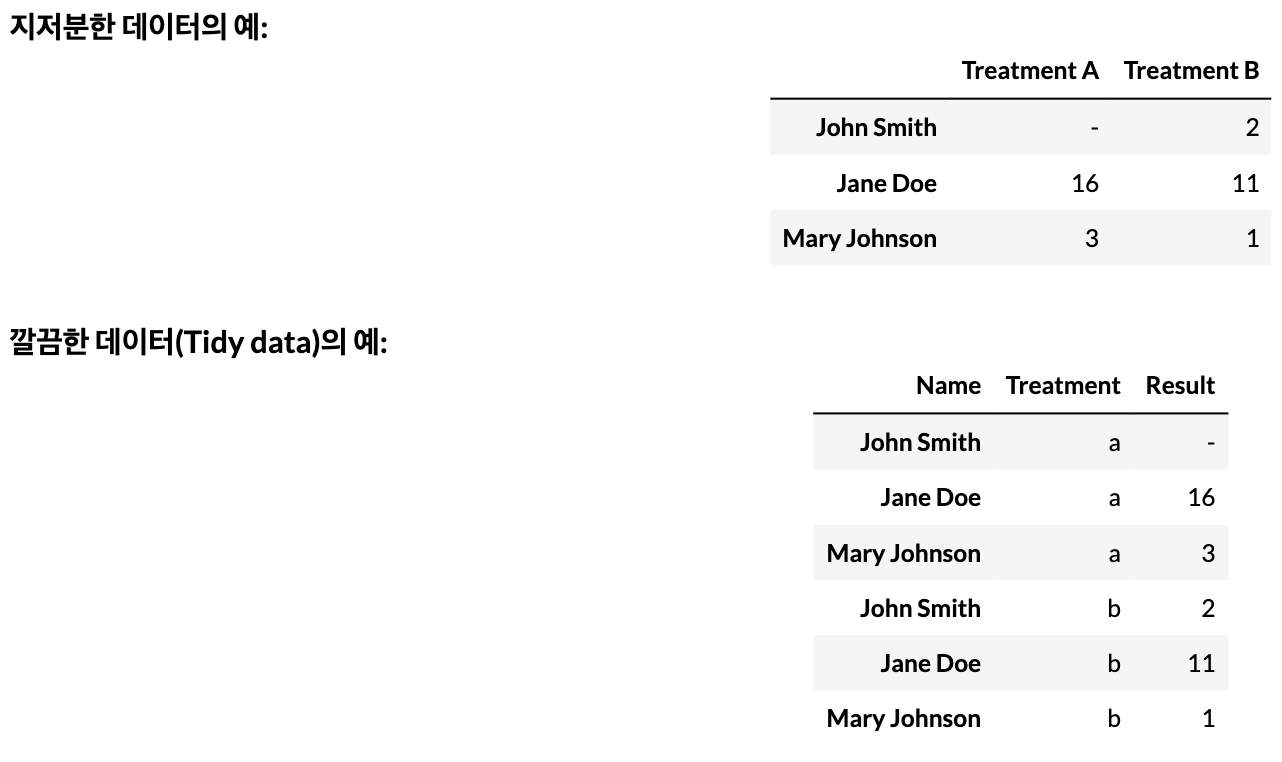 지저분한 데이터의 예:
Treatment A Treatment B
John Smith - 2
Jane Doe 16 11
Mary Johnson 3 1
깔끔한 데이터(Tidy data)의 예:
Name Treatment Result
John Smith a -
Jane Doe a 16
Mary Johnson a 3
John Smith b 2
Jane Doe b 11
Mary Johnson b 1